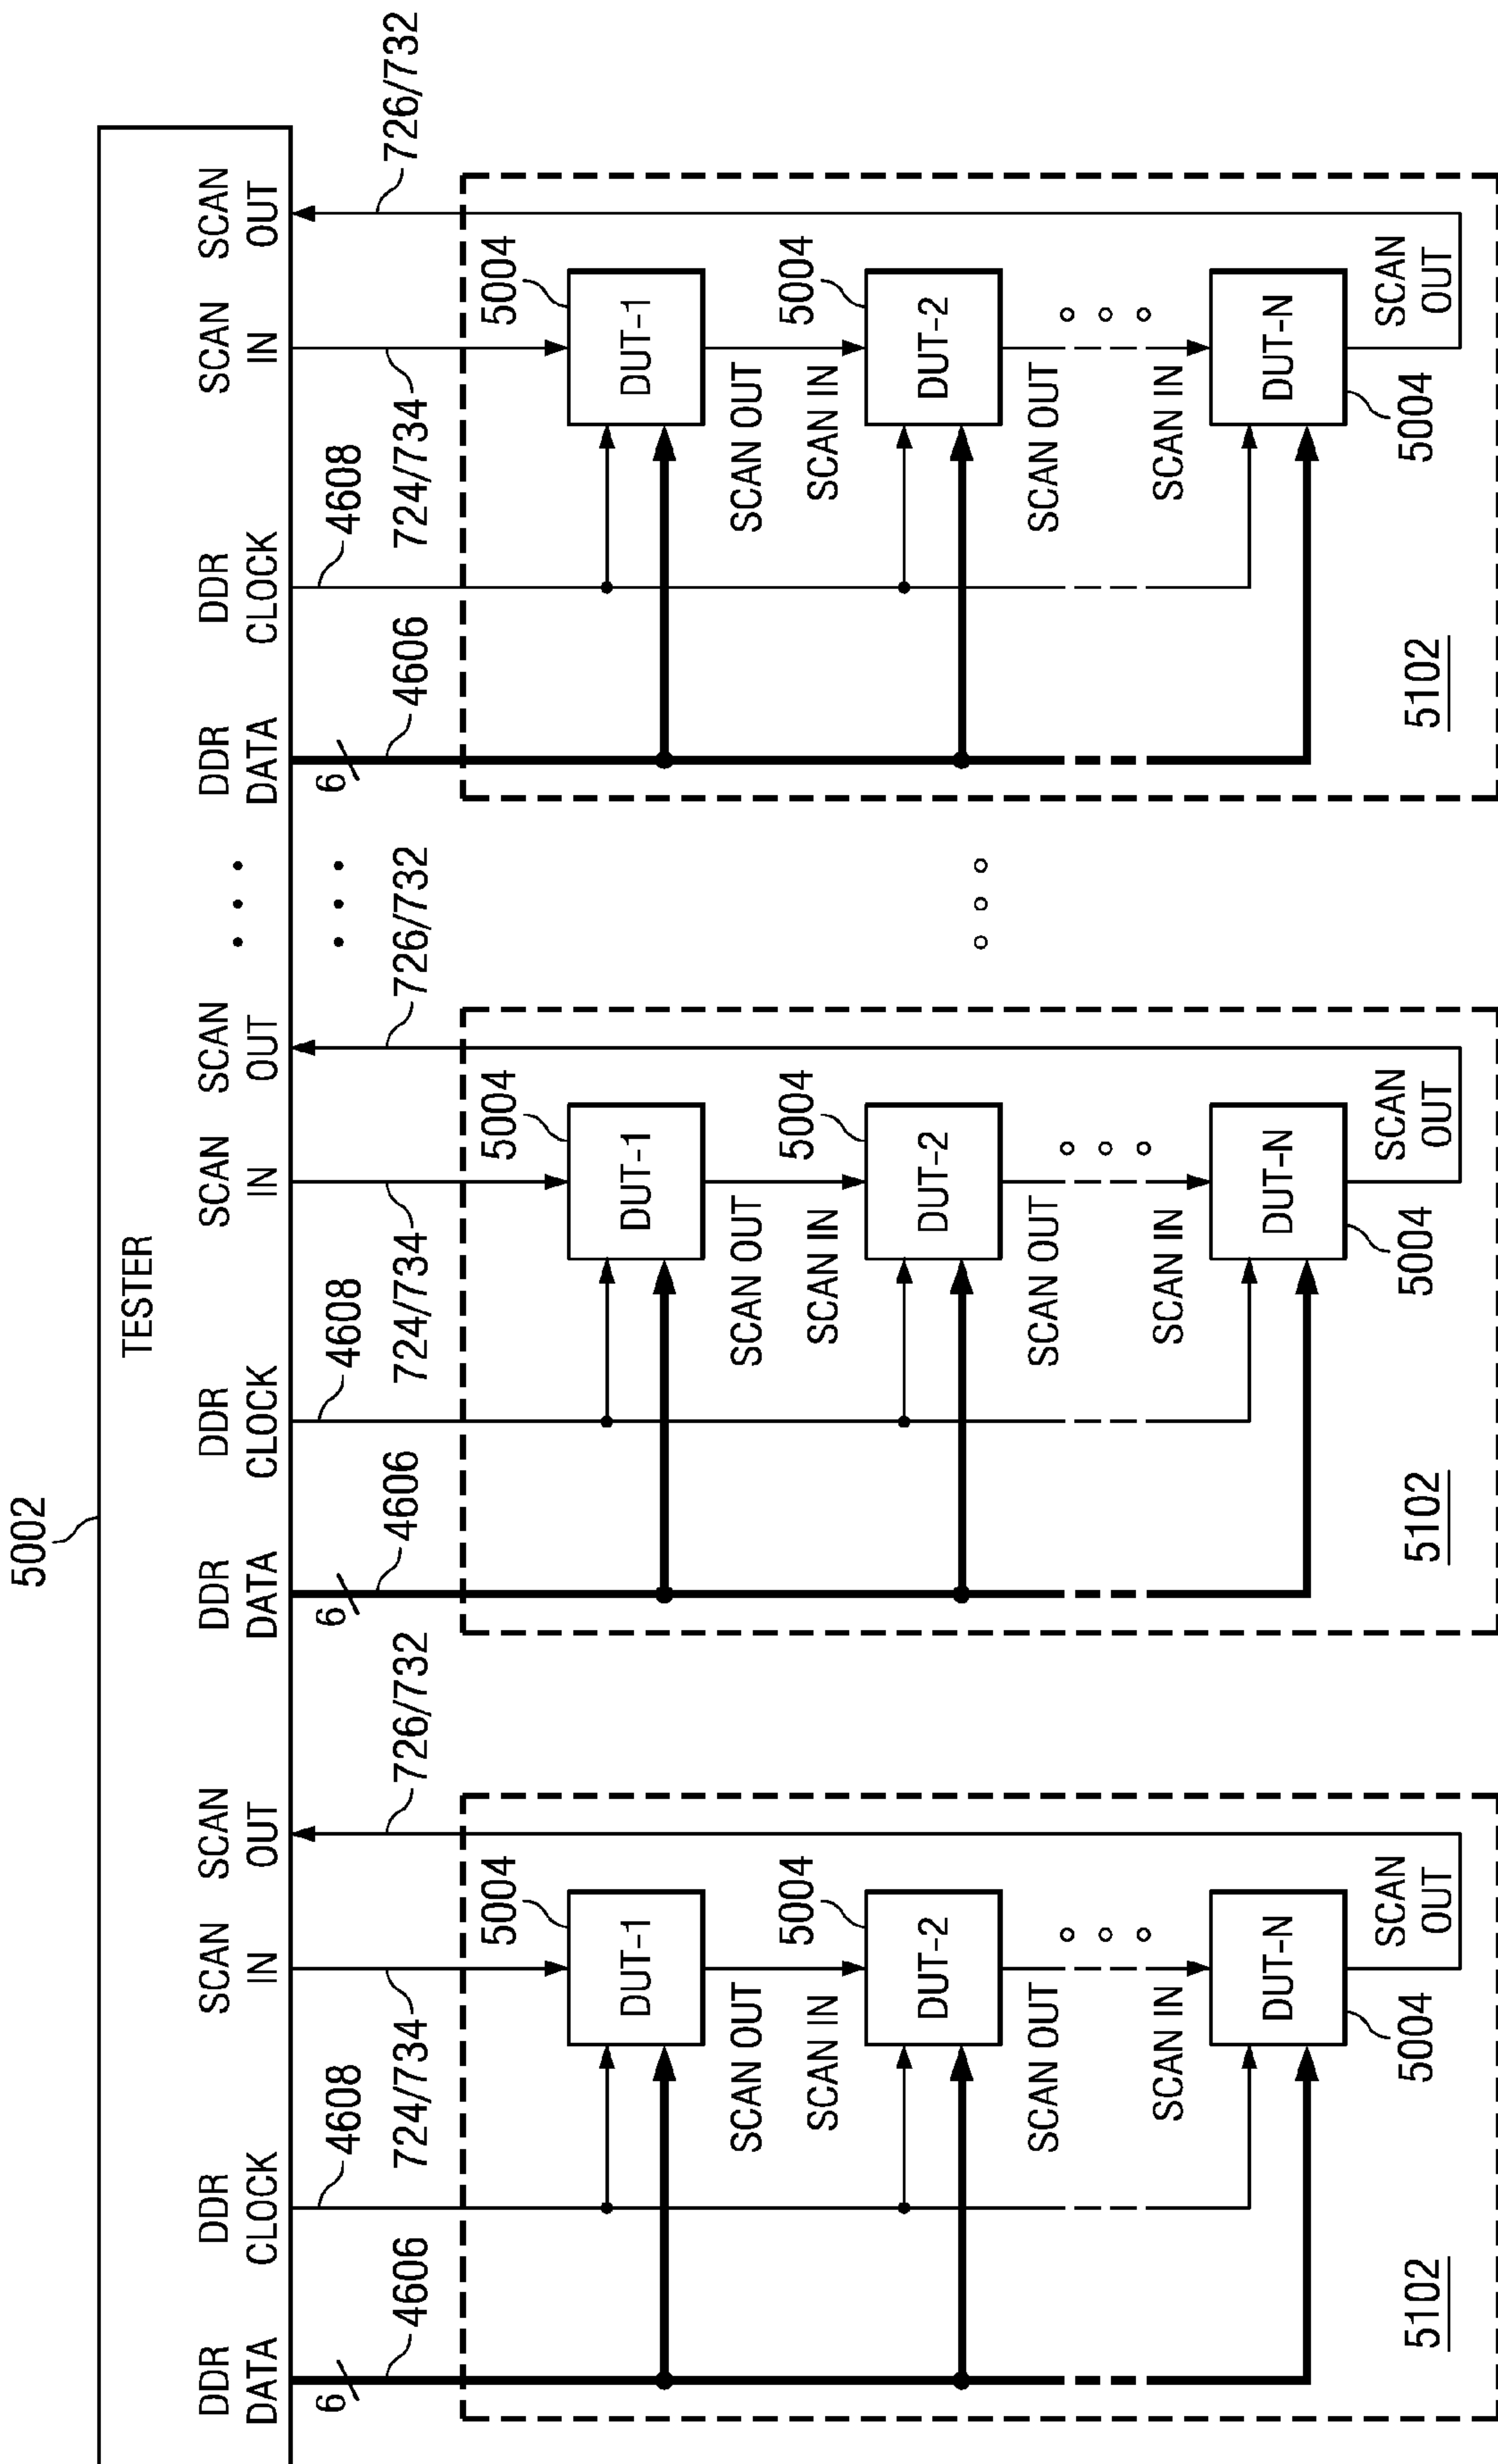 5002
TESTER
DDR DATA
DDR CLOCK
SCAN IN
SCAN OUT
DDR DATA
DDR CLOCK
SCAN IN
SCAN OUT
DDR DATA
DDR CLOCK
SCAN IN
SCAN OUT
6
4606
4608
724/734
726/732
6
4606
4608
724/734
726/732
6
4606
4608
724/734
726/732
5004
DUT-1
SCAN OUT
SCAN IN
5004
DUT-2
SCAN OUT
SCAN IN
DUT-N
5004
SCAN OUT
5102
5004
DUT-1
SCAN OUT
SCAN IN
5004
DUT-2
SCAN OUT
SCAN IN
DUT-N
5004
SCAN OUT
5102
5004
DUT-1
SCAN OUT
SCAN IN
5004
DUT-2
SCAN OUT
SCAN IN
DUT-N
5004
SCAN OUT
5102